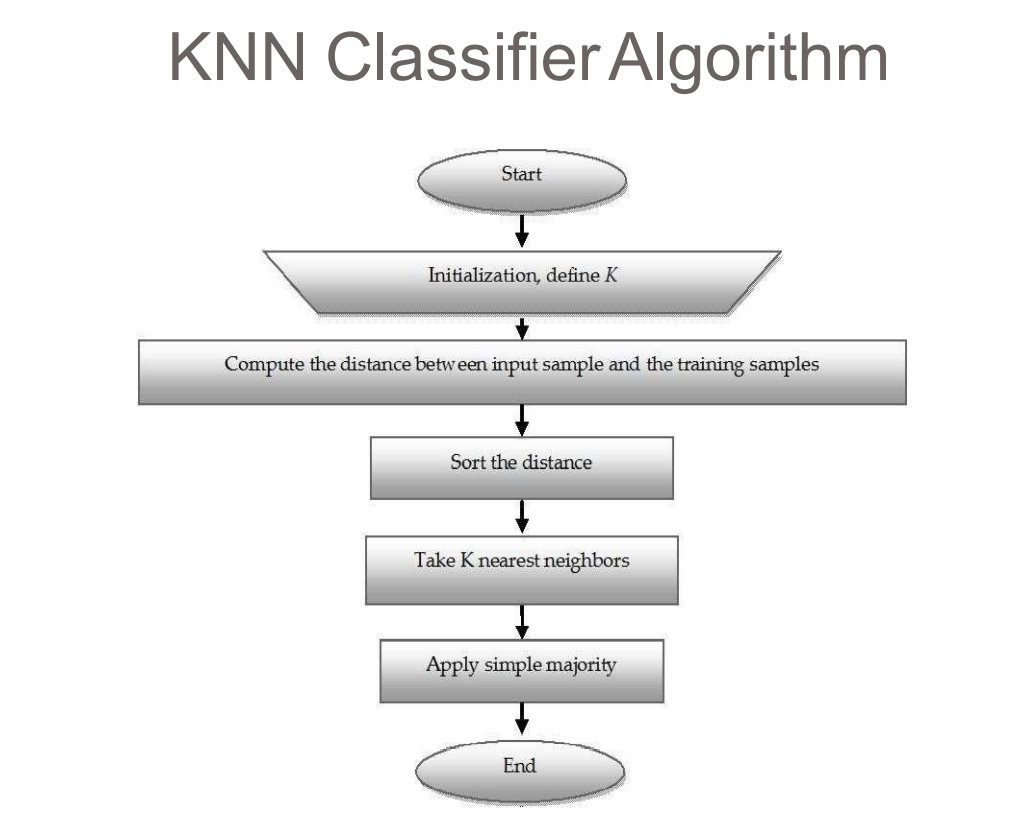 KNN Classifier Algorithm
Start
Initialization, define K
Compute the distance between input sample and the training samples
Sort the distance
Take K nearest neighbors
Apply simple majority
End